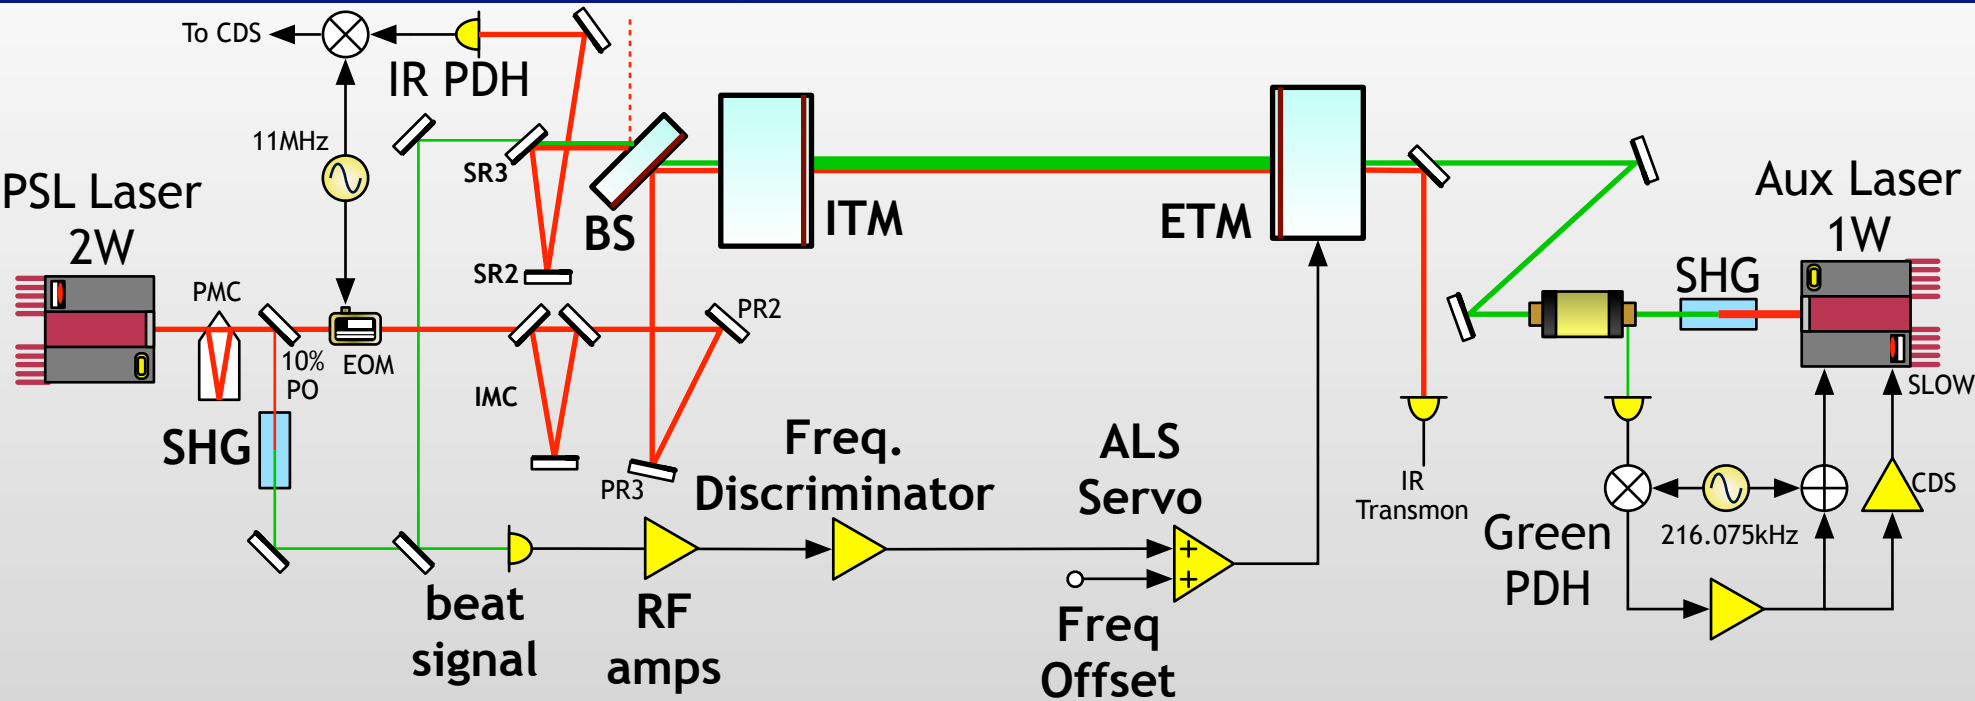 To CDS
IR PDH
11MHz
PSL Laser
2W
PMC
10%
PO
EOM
SHG
SR3
SR2
BS
ITM
ETM
IMC
PR2
PR3
beat
signal
RF
amps
Freq.
Discriminator
ALS
Servo
Freq
Offset
+
+
IR
Transmon
Aux Laser
1W
SHG
SLOW
CDS
216.075kHz
Green
PDH